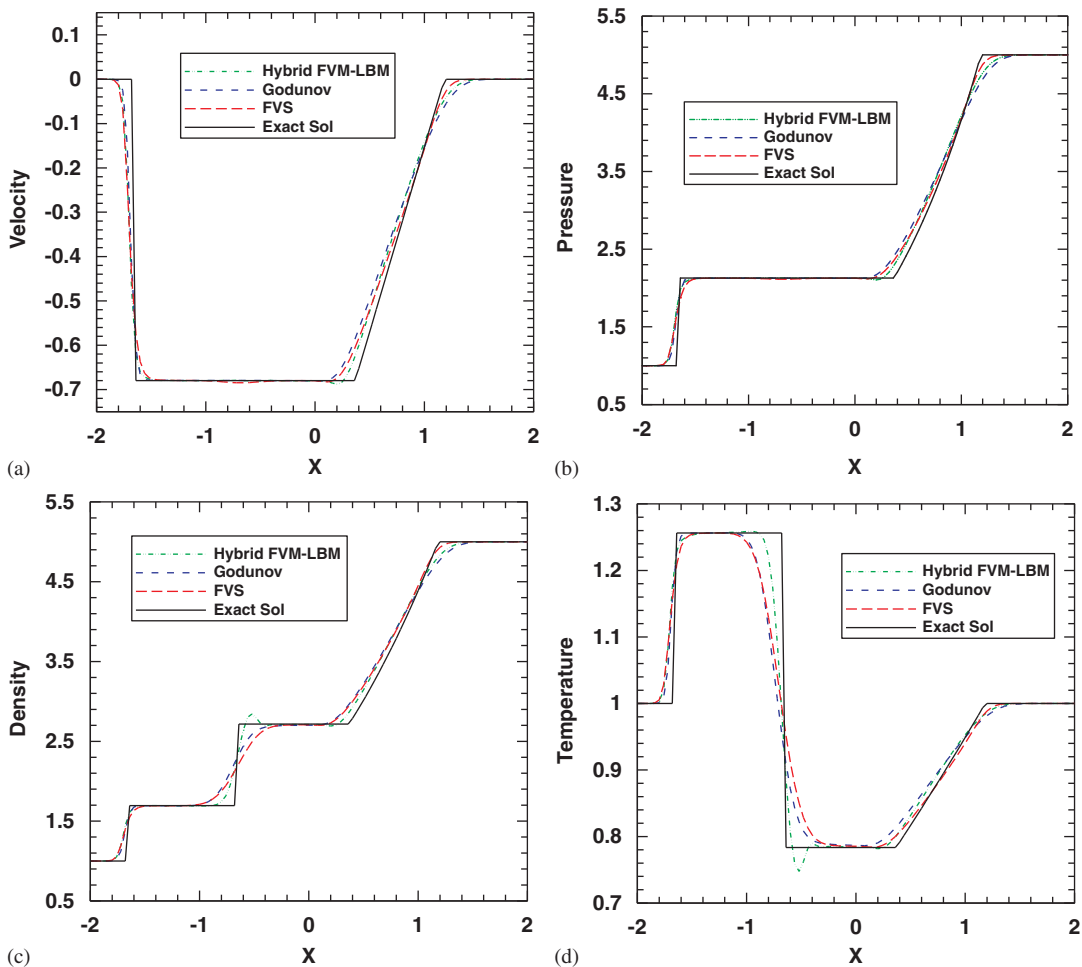 0.1
0
-0.1
-0.2
-0.3
-0.4
-0.5
-0.6
-0.7
Velocity
Hybrid FVM-LBM
Godunov
FVS
Exact Sol
-2 -1 0 1 2
X
(a)
5.5
4.5
3.5
2.5
1.5
0.5
Pressure
Hybrid FVM-LBM
Godunov
FVS
Exact Sol
-2 -1 0 1 2
X
(b)
5.5
4.5
3.5
2.5
1.5
0.5
Density
Hybrid FVM-LBM
Godunov
FVS
Exact Sol
-2 -1 0 1 2
X
(c)
1.3
1.2
1.1
1
0.9
0.8
0.7
Temperature
Hybrid FVM-LBM
Godunov
FVS
Exact Sol
-2 -1 0 1 2
X
(d)